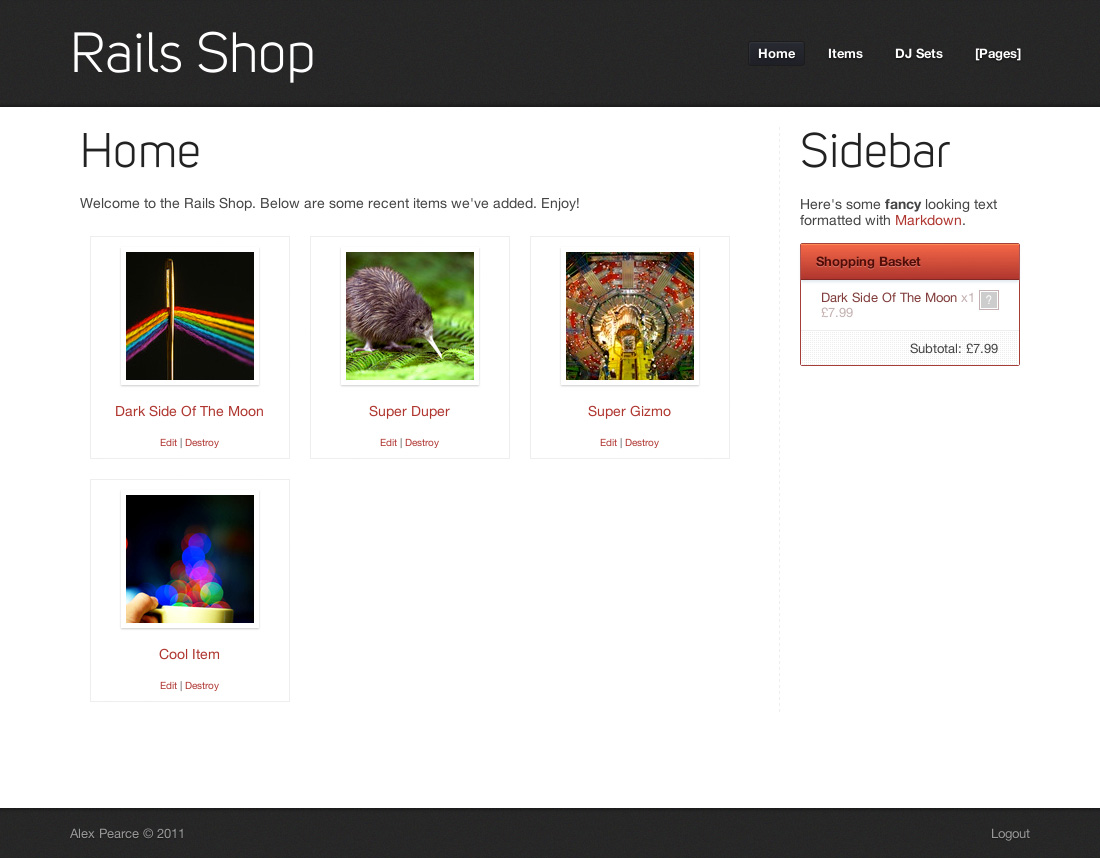 Rails Shop
Home
Items
DJ Sets
[Pages]
Home
Welcome to the Rails Shop. Below are some recent items we've added. Enjoy!
Dark Side Of The Moon
Edit | Destroy
Super Duper
Edit | Destroy
Super Gizmo
Edit | Destroy
Cool Item
Edit | Destroy
Sidebar
Here's some fancy looking text
formatted with Markdown.
Shopping Basket
Dark Side Of The Moon x1 ?
£7.99
Subtotal: £7.99
Alex Pearce © 2011
Logout